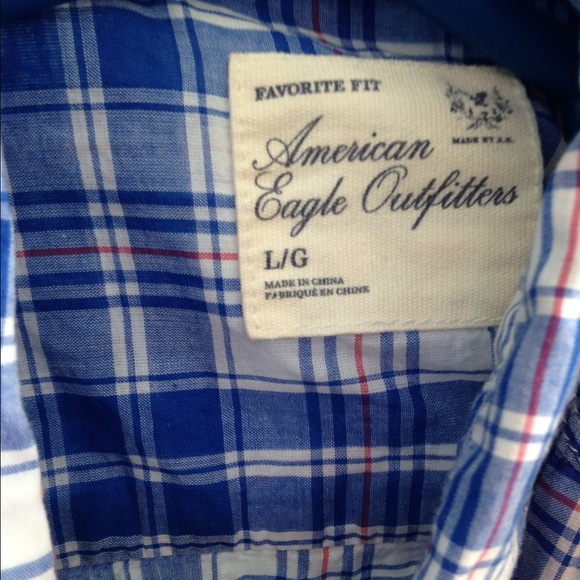 FAVORITE FIT
MADE BY A.E.
American
Eagle Outfitters
L/G
MADE IN CHINA
FABRIQUÉ EN CHINE